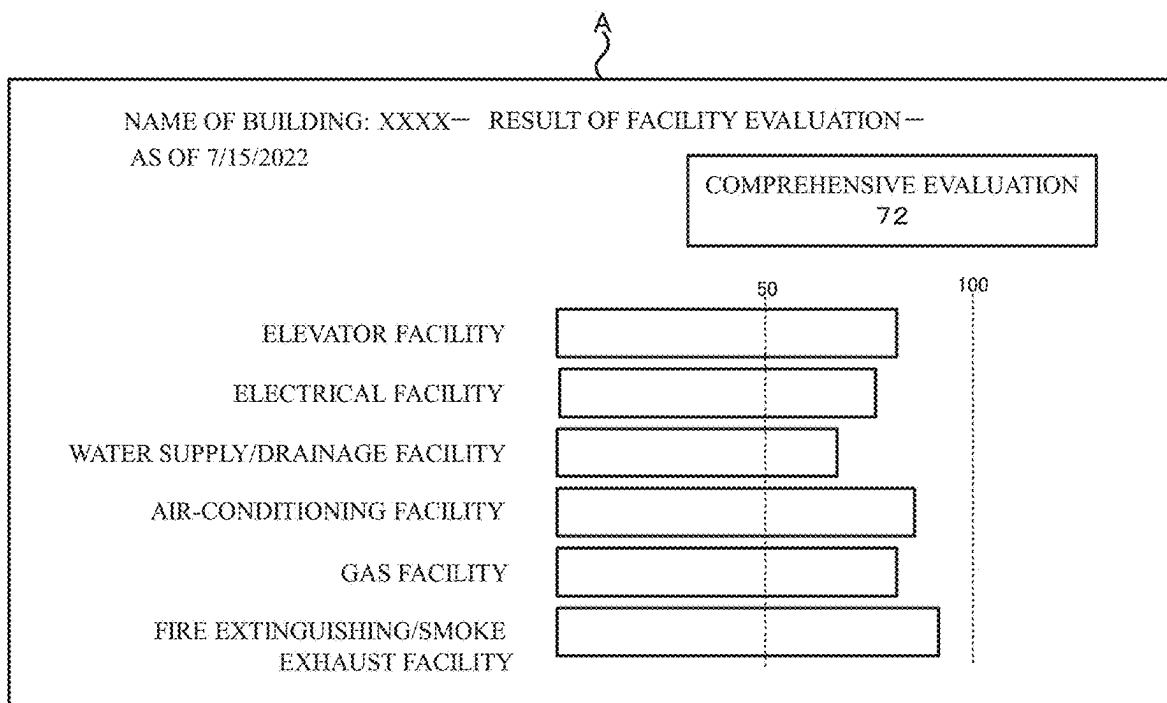 A
NAME OF BUILDING: XXXX— RESULT OF FACILITY EVALUATION—
AS OF 7/15/2022
COMPREHENSIVE EVALUATION
72
50 100
ELEVATOR FACILITY
ELECTRICAL FACILITY
WATER SUPPLY/DRAINAGE FACILITY
AIR-CONDITIONING FACILITY
GAS FACILITY
FIRE EXTINGUISHING/SMOKE
EXHAUST FACILITY